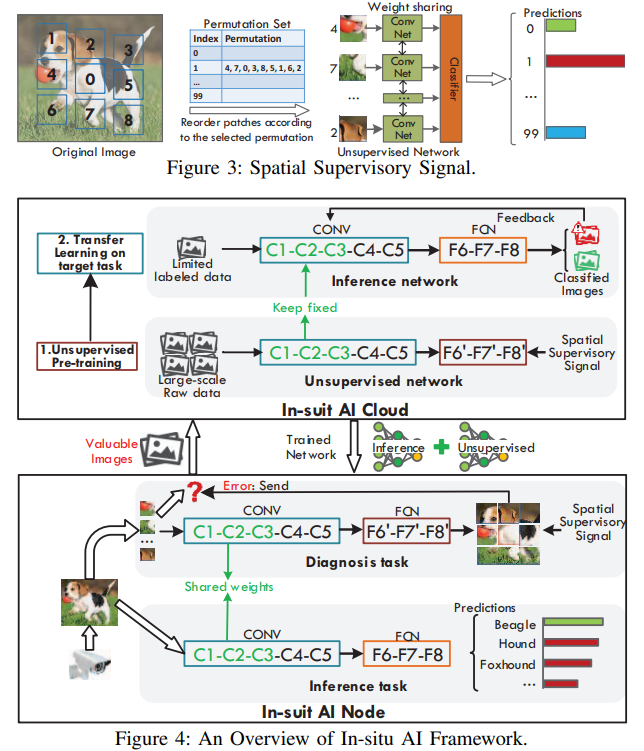 Permutation Set
Index Permutation
0
1 4, 7, 0, 3, 8, 5, 1, 6, 2
...
99
Reorder patches according
to the selected permutation
1 2 3
4 0 5
6 7 8
Original Image
Weight sharing
4 Conv Net
7 Conv Net
... ...
2 Conv Net
Classifier
Unsupervised Network
Predictions
0
1
...
99
Figure 3: Spatial Supervisory Signal.
2. Transfer
Learning on
target task
1.Unsupervised
Pre-training
Limited
labeled data
CONV
C1-C2-C3-C4-C5
FCN
F6-F7-F8
Feedback
Classified
Images
Inference network
Keep fixed
Large-scale
Raw data
C1-C2-C3-C4-C5
F6'-F7'-F8'
Spatial
Supervisory
Signal
Unsupervised network
In-suit AI Cloud
Valuable
Images
Trained
Network
Inference
+
Unsupervised
?
Error: Send
...
CONV
C1-C2-C3-C4-C5
FCN
F6'-F7'-F8'
Spatial
Supervisory
Signal
Diagnosis task
Shared weights
CONV
C1-C2-C3-C4-C5
FCN
F6-F7-F8
Inference task
Predictions
Beagle
Hound
Foxhound
...
In-suit AI Node
Figure 4: An Overview of In-situ AI Framework.